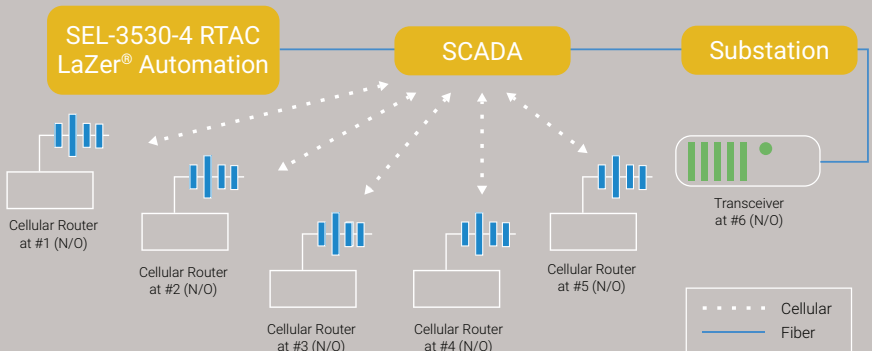 SEL-3530-4 RTAC
LaZer® Automation
SCADA
Substation
Cellular Router
at #1 (N/O)
Cellular Router
at #2 (N/O)
Cellular Router
at #3 (N/O)
Cellular Router
at #4 (N/O)
Cellular Router
at #5 (N/O)
Transceiver
at #6 (N/O)
Cellular
Fiber